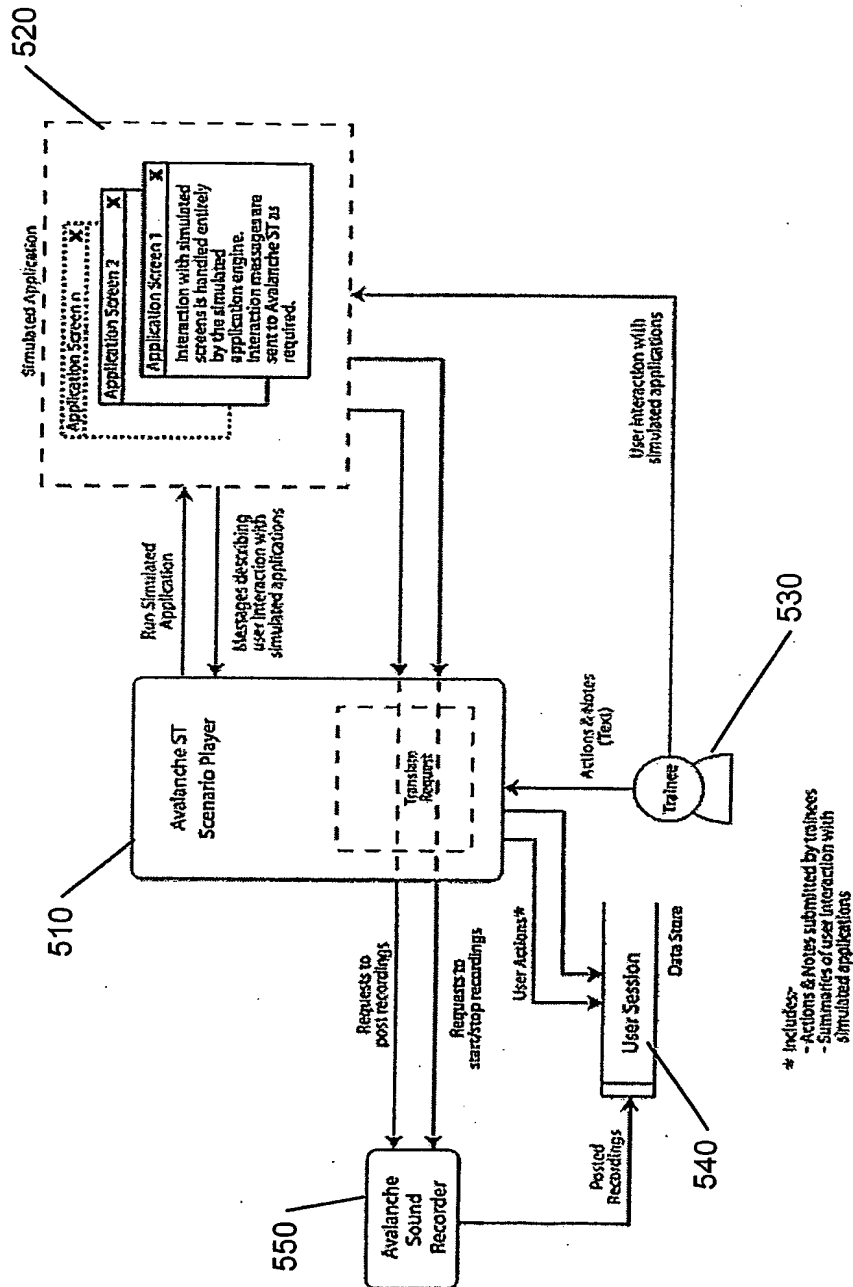 520
Simulated Application
Application Screen n X
Application Screen 2 X
Application Screen 1 X
Interaction with simulated
screens is handled entirely
by the simulated
application engine.
Interaction messages are
sent to Avalanche ST as
required.
Run Simulated
Application
Messages describing
user interaction with
simulated applications
User Interaction with
simulated applications
510
Avalanche ST
Scenario Player
Translate
Request
Actions & Notes
(Text)
530
Trainee
Requests to
post recordings
Requests to
start/stop recordings
User Actions*
550
Avalanche
Sound
Recorder
Posted
Recordings
User Session
Data Store
540
* Includes:-
- Actions & Notes submitted by trainees
- Summaries of user interaction with
simulated applications